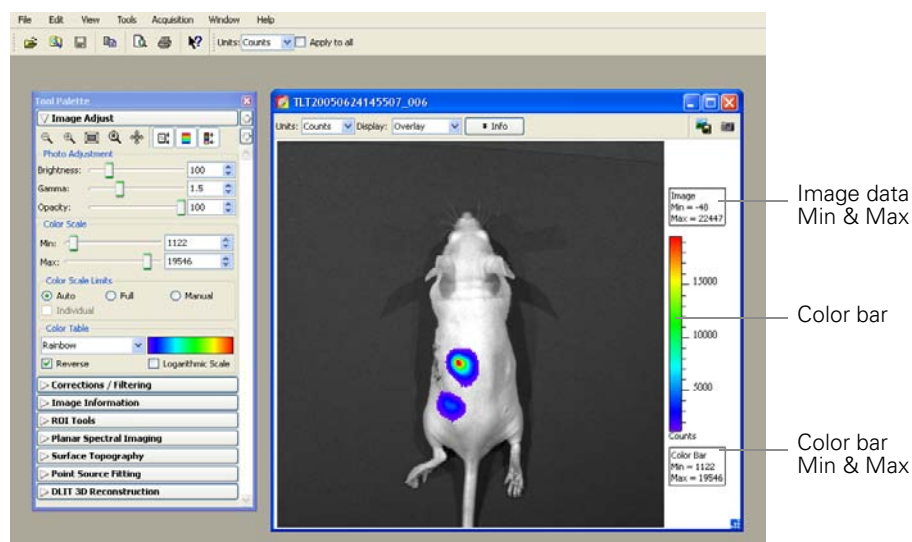 File Edit View Tools Acquisition Window Help
Units: Counts Apply to all
Tool Palette
Image Adjust
Photo Adjustment
Brightness: 100
Gamma: 1.5
Opacity: 100
Color Scale
Min: 1122
Max: 19546
Color Scale Limits
Auto Full Manual
Individual
Color Table
Rainbow
Reverse Logarithmic Scale
Corrections / Filtering
Image Information
ROI Tools
Planar Spectral Imaging
Surface Topography
Point Source Fitting
DLIT 3D Reconstruction
TLT20050624145507_006
Units: Counts Display: Overlay Info
Image
Min = -48
Max = 22447
15000
10000
5000
Counts
Color Bar
Min = 1122
Max = 19546
Image data
Min & Max
Color bar
Color bar
Min & Max